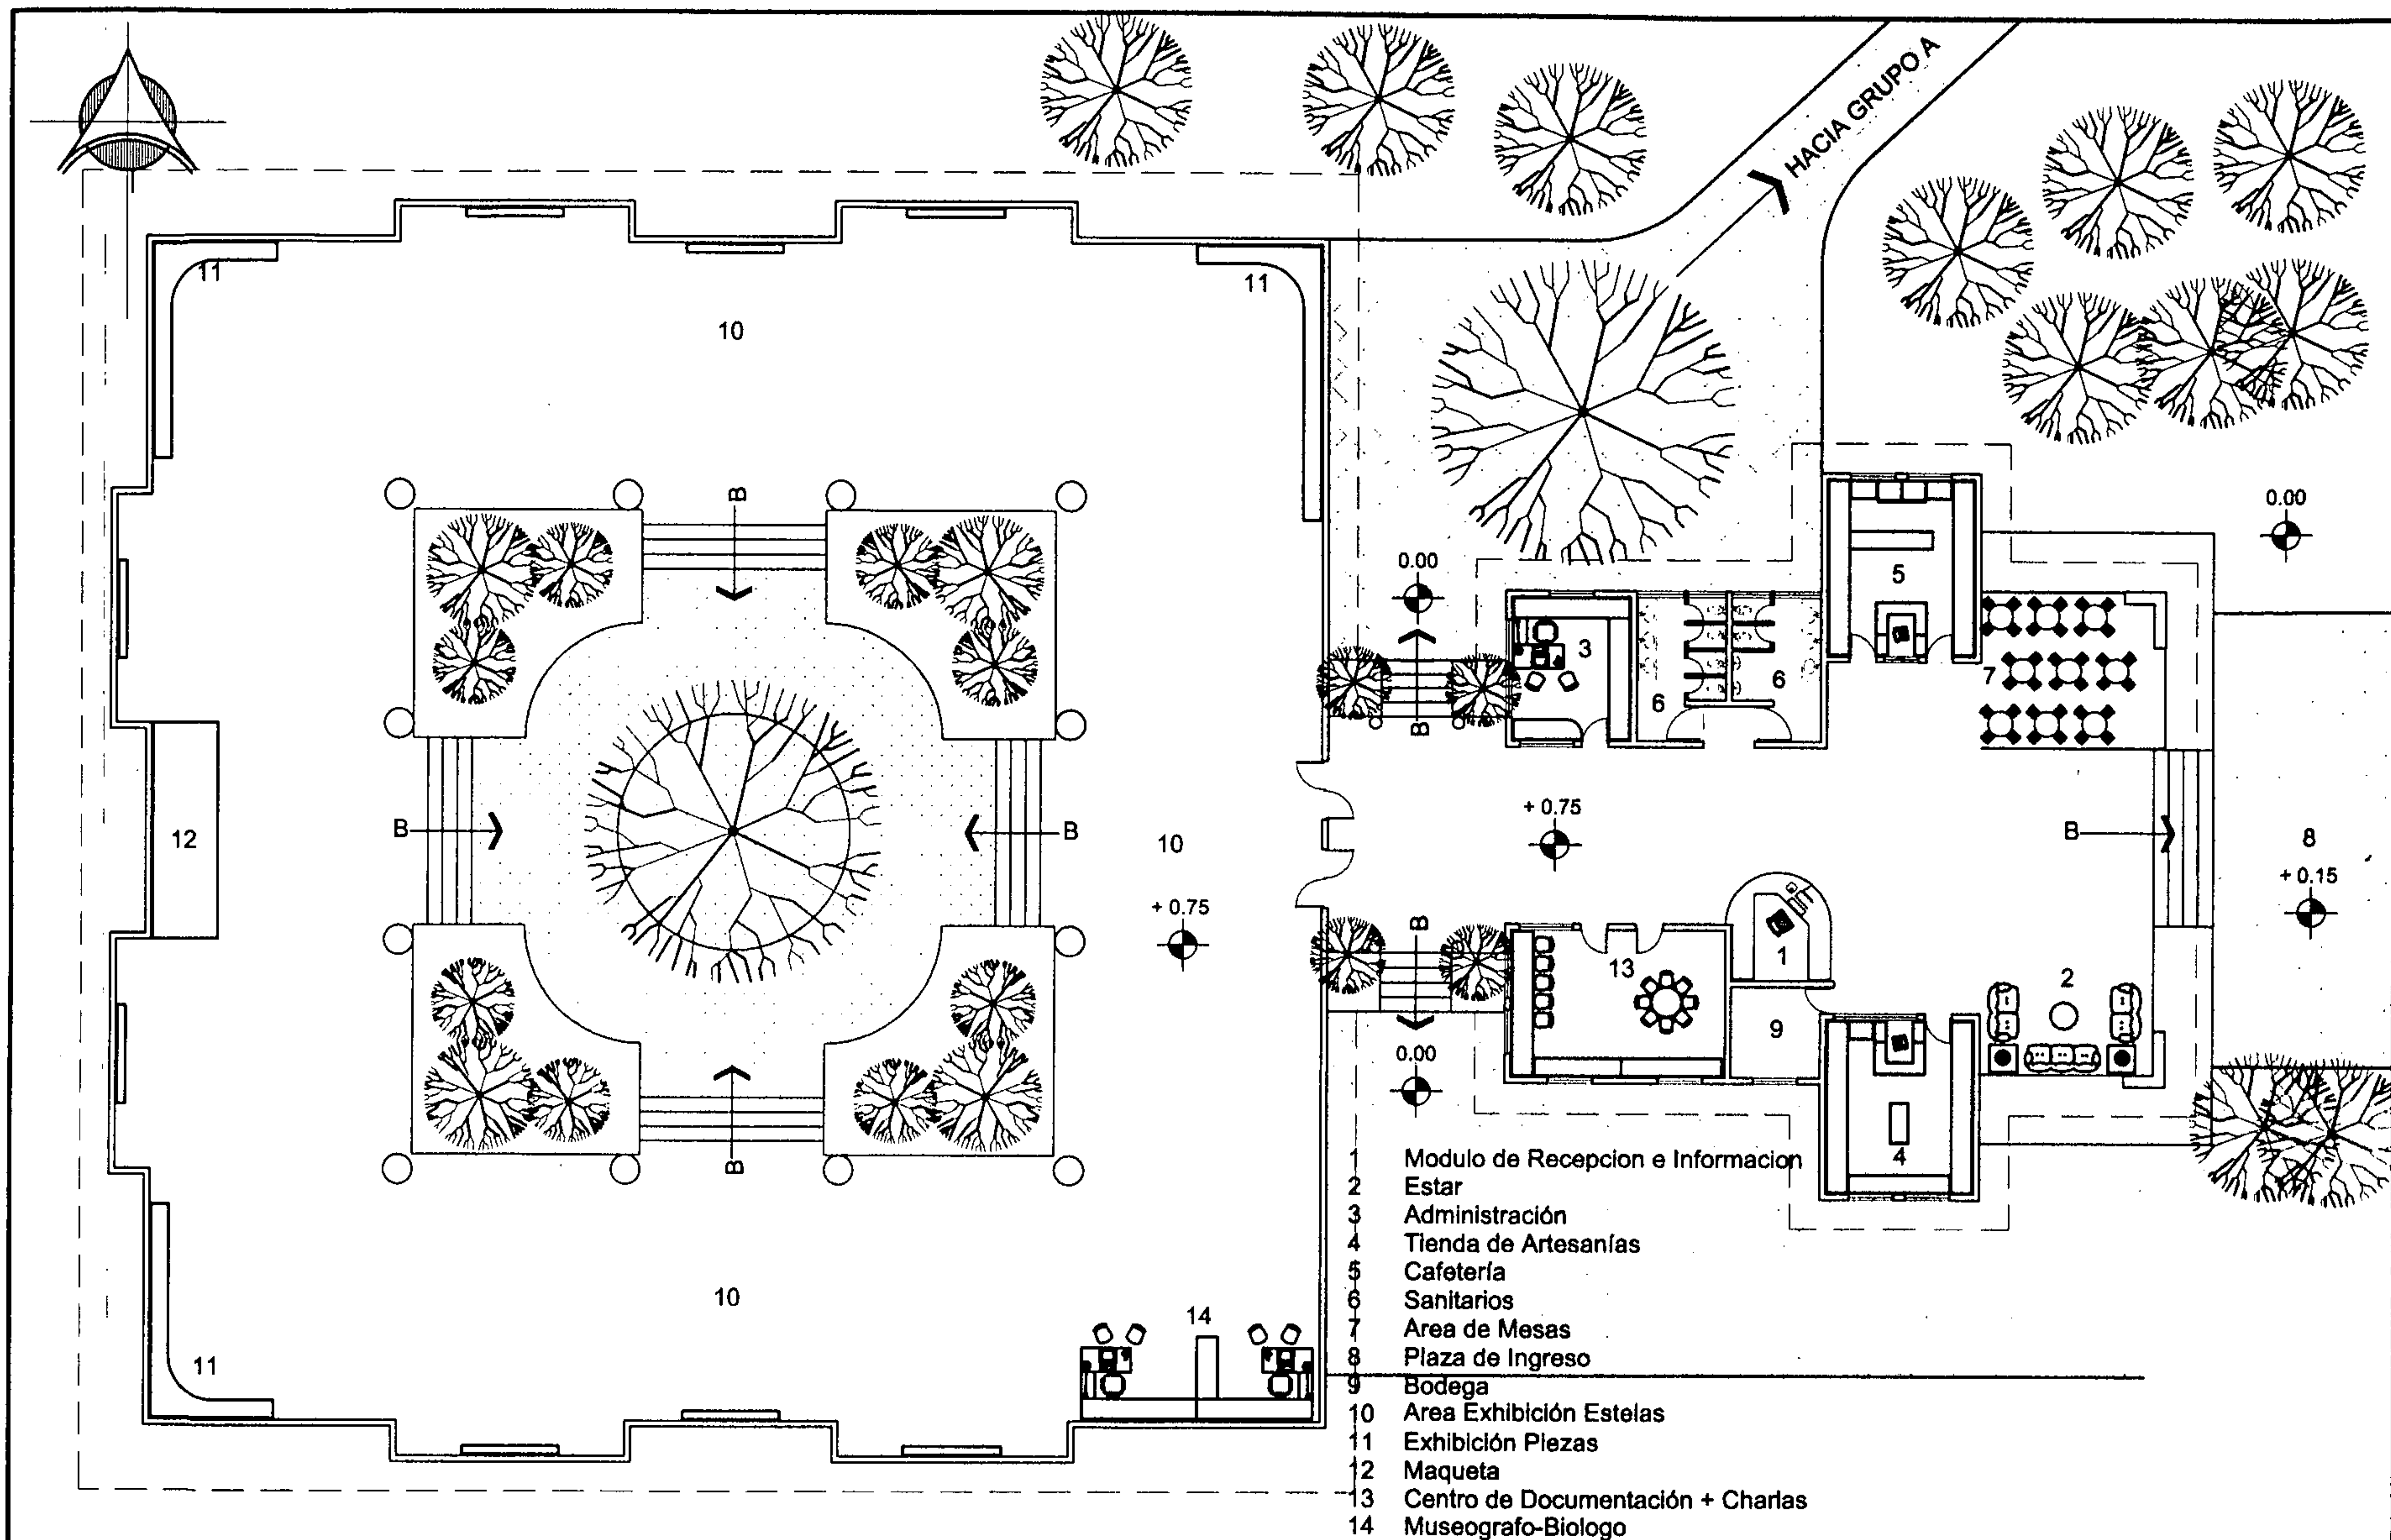 HACIA GRUPO A
11
11
10
B
0.00
5
0.00
3
7
6
6
B
12
B
B
10
+ 0.75
B
8
+ 0.15
+ 0.75
B
13
1
2
9
0.00
B
B
4
10
14
11
1 Modulo de Recepcion e Informacion
2 Estar
3 Administración
4 Tienda de Artesanías
5 Cafetería
6 Sanitarios
7 Area de Mesas
8 Plaza de Ingreso
9 Bodega
10 Area Exhibición Estelas
11 Exhibición Piezas
12 Maqueta
13 Centro de Documentación + Charlas
14 Museografo-Biologo